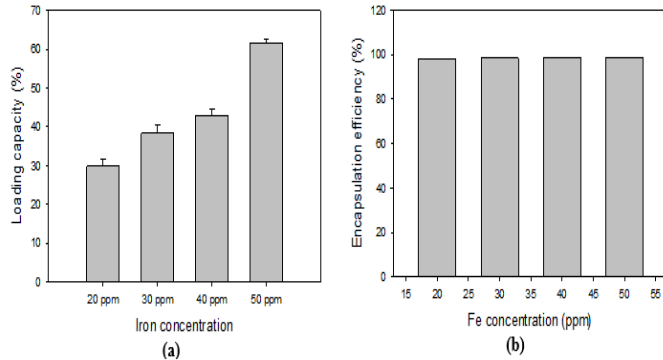 Loading capacity (%)
70
60
50
40
30
20
10
0
20 ppm 30 ppm 40 ppm 50 ppm
Iron concentration
(a)
Encapsulation efficiency (%)
120
100
80
60
40
20
0
15 20 25 30 35 40 45 50 55
Fe concentration (ppm)
(b)